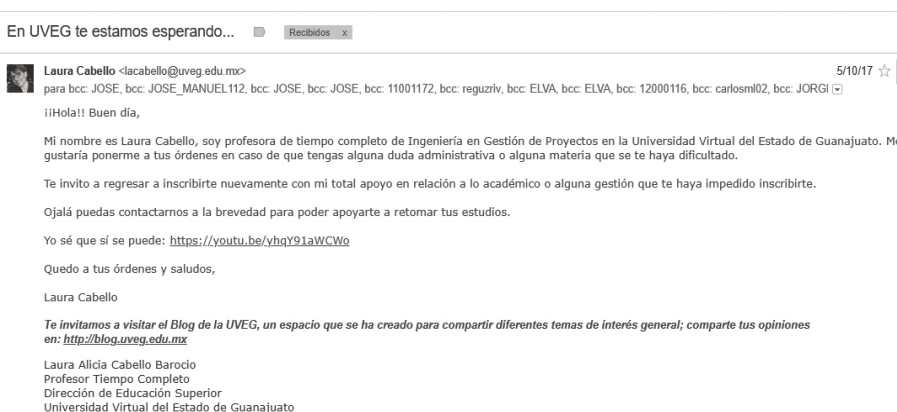 En UVEG te estamos esperando...
Recibidos x
Laura Cabello <lacabello@uveg.edu.mx>
5/10/17
para bcc: JOSE, bcc: JOSE_MANUEL112, bcc: JOSE, bcc: JOSE, bcc: 11001172, bcc: reguzriv, bcc: ELVA, bcc: ELVA, bcc: 12000116, bcc: carlosml02, bcc: JORGI
¡¡Hola!! Buen día,
Mi nombre es Laura Cabello, soy profesora de tiempo completo de Ingeniería en Gestión de Proyectos en la Universidad Virtual del Estado de Guanajuato.
gustaría ponerme a tus órdenes en caso de que tengas alguna duda administrativa o alguna materia que se te haya dificultado.
Te invito a regresar a inscribirte nuevamente con mi total apoyo en relación a lo académico o alguna gestión que te haya impedido inscribirte.
Ojalá puedas contactarnos a la brevedad para poder apoyarte a retomar tus estudios.
Yo sé que sí se puede: https://youtu.be/yhqY91aWCWo
Quedo a tus órdenes y saludos,
Laura Cabello
Te invitamos a visitar el Blog de la UVEG, un espacio que se ha creado para compartir diferentes temas de interés general; comparte tus opiniones
en: http://blog.uveg.edu.mx
Laura Alicia Cabello Barocio
Profesor Tiempo Completo
Dirección de Educación Superior
Universidad Virtual del Estado de Guanajuato